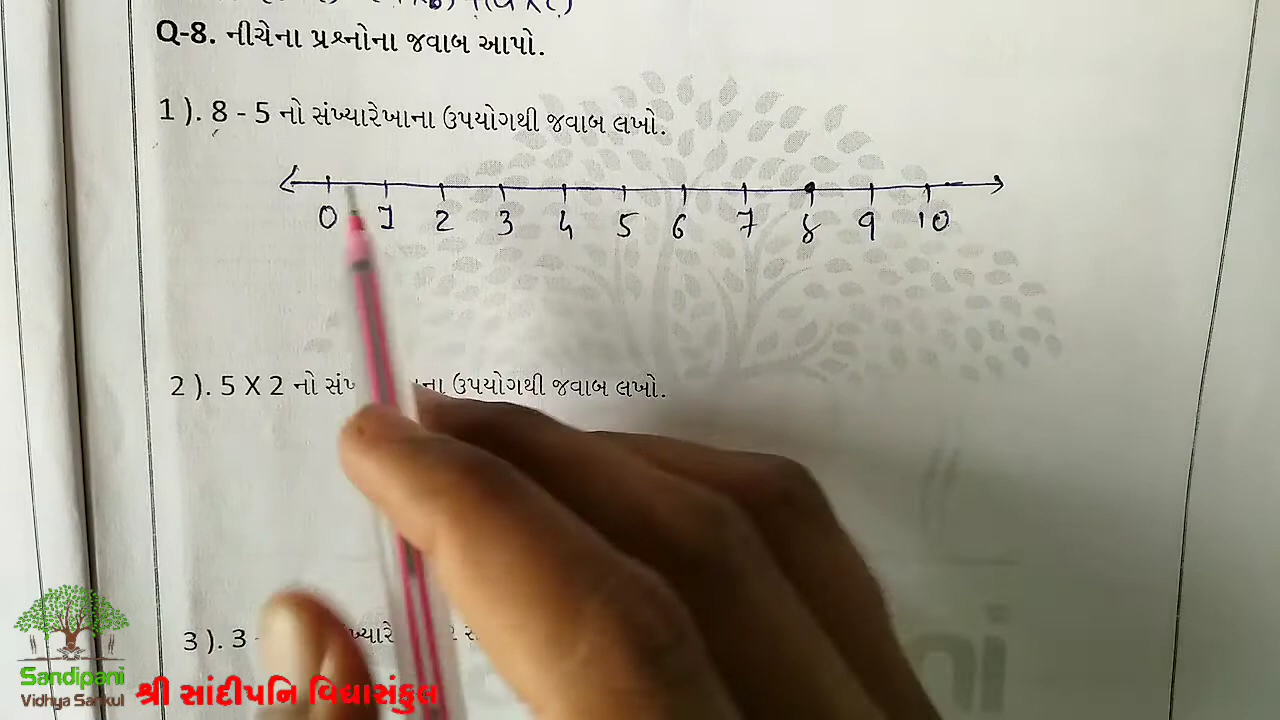 Q-8. નીચેના પ્રશ્નોના જવાબ આપો.
1 ). 8 - 5 નો સંખ્યારેખાના ઉપયોગથી જવાબ લખો.
0 1 2 3 4 5 6 7 8 9 10
2 ). 5 X 2 નો ઉપયોગથી જવાબ લખો.
3 ). 3 -
Sandipani
Vidhya Sankul
શ્રી સાંદીપનિ વિદ્યાસંકુલ